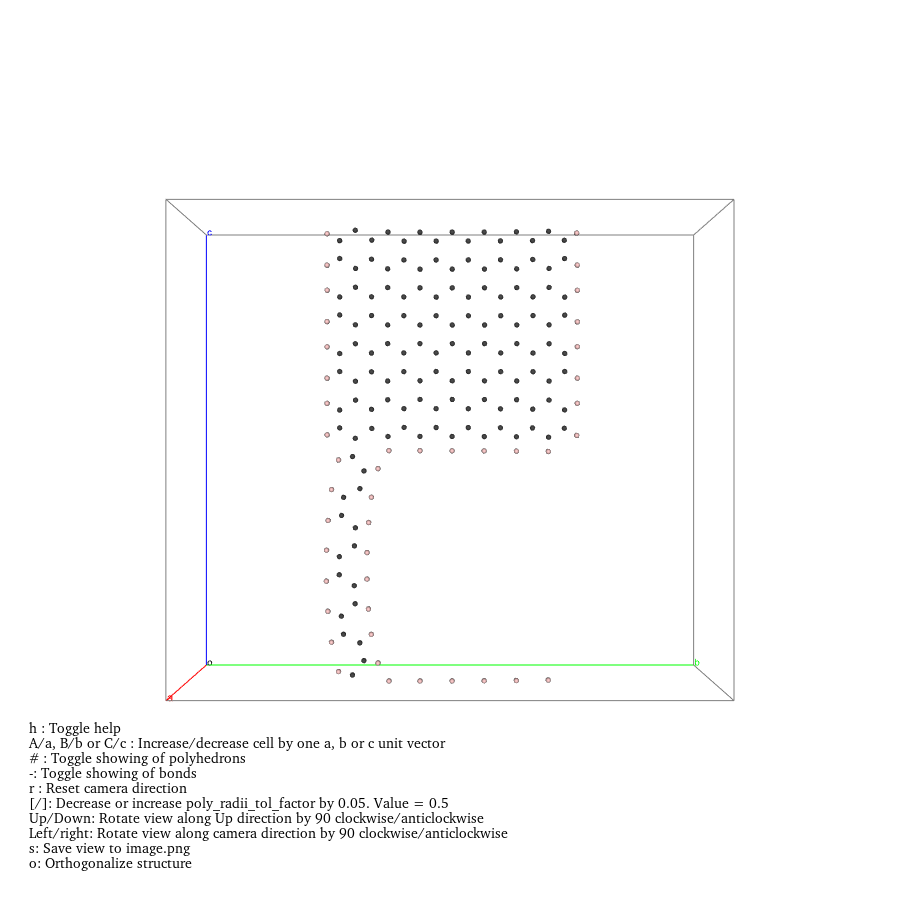 c
o
b
a
h : Toggle help
A/a, B/b or C/c : Increase/decrease cell by one a, b or c unit vector
# : Toggle showing of polyhedrons
-: Toggle showing of bonds
r : Reset camera direction
[/]: Decrease or increase poly_radii_tol_factor by 0.05. Value = 0.5
Up/Down: Rotate view along Up direction by 90 clockwise/anticlockwise
Left/right: Rotate view along camera direction by 90 clockwise/anticlockwise
s: Save view to image.png
o: Orthogonalize structure